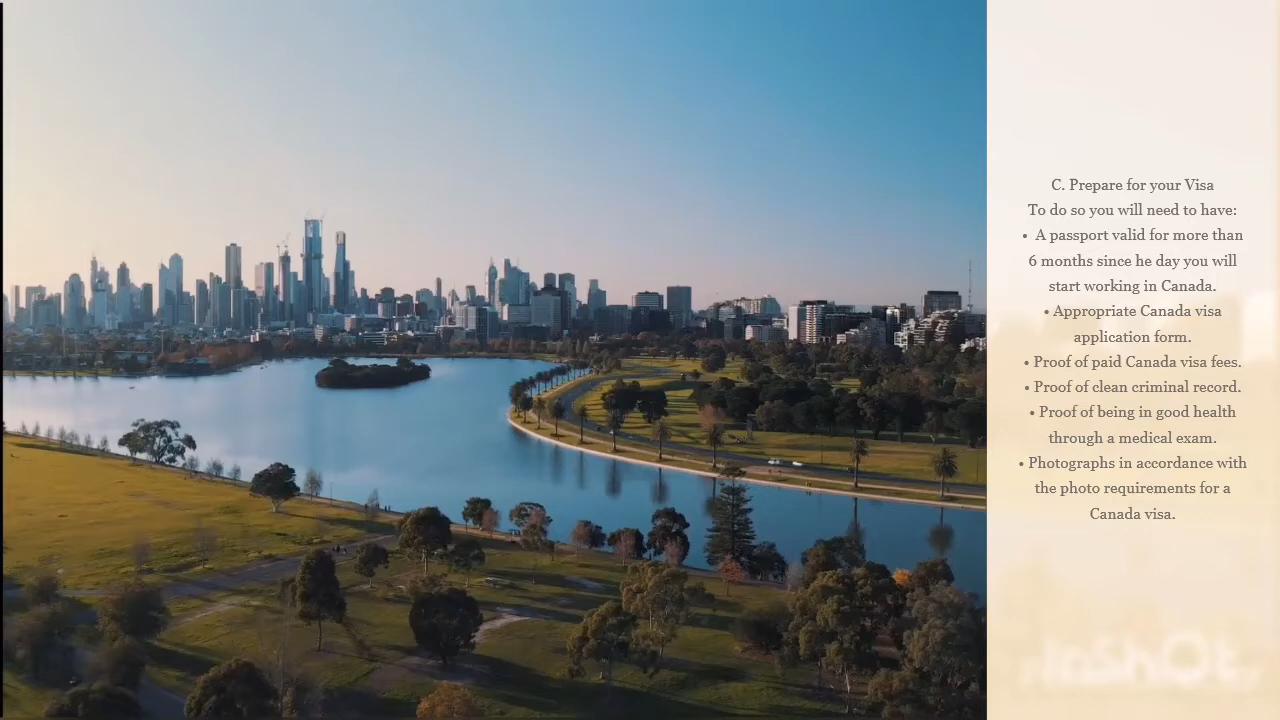 C. Prepare for your Visa
To do so you will need to have:
• A passport valid for more than
6 months since he day you will
start working in Canada.
• Appropriate Canada visa
application form.
• Proof of paid Canada visa fees.
• Proof of clean criminal record.
• Proof of being in good health
through a medical exam.
• Photographs in accordance with
the photo requirements for a
Canada visa.
InShOt